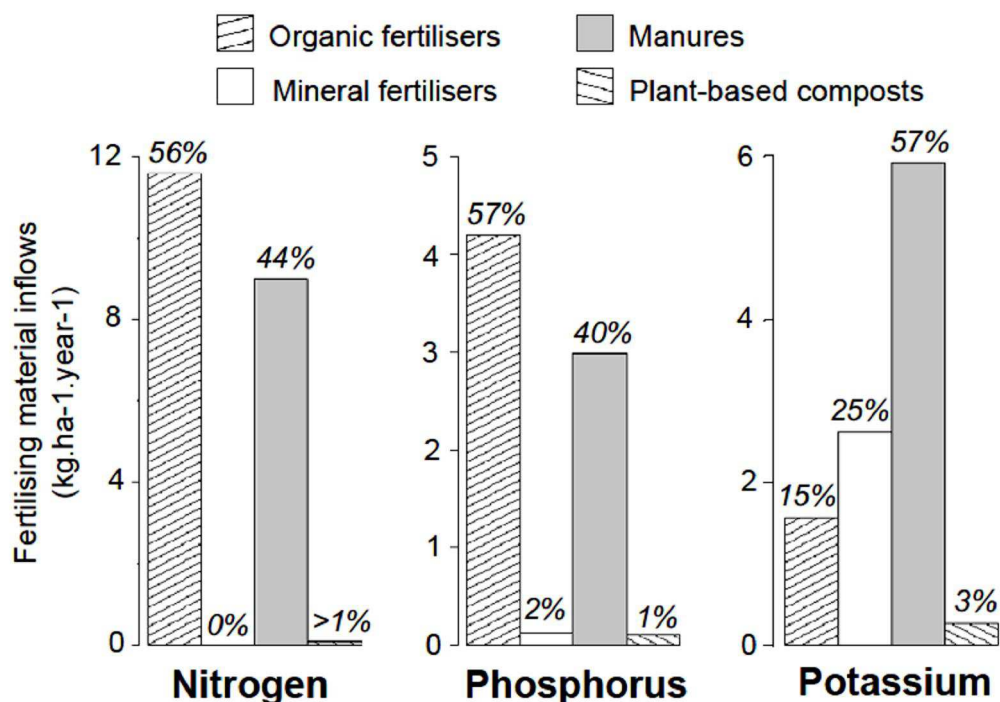 Organic fertilisers
Manures
Mineral fertilisers
Plant-based composts
Fertilising material inflows
(kg.ha-1.year-1)
12
8
4
0
56%
0%
44%
>1%
Nitrogen
5
4
3
2
1
0
57%
2%
40%
1%
Phosphorus
6
4
2
0
15%
25%
57%
3%
Potassium